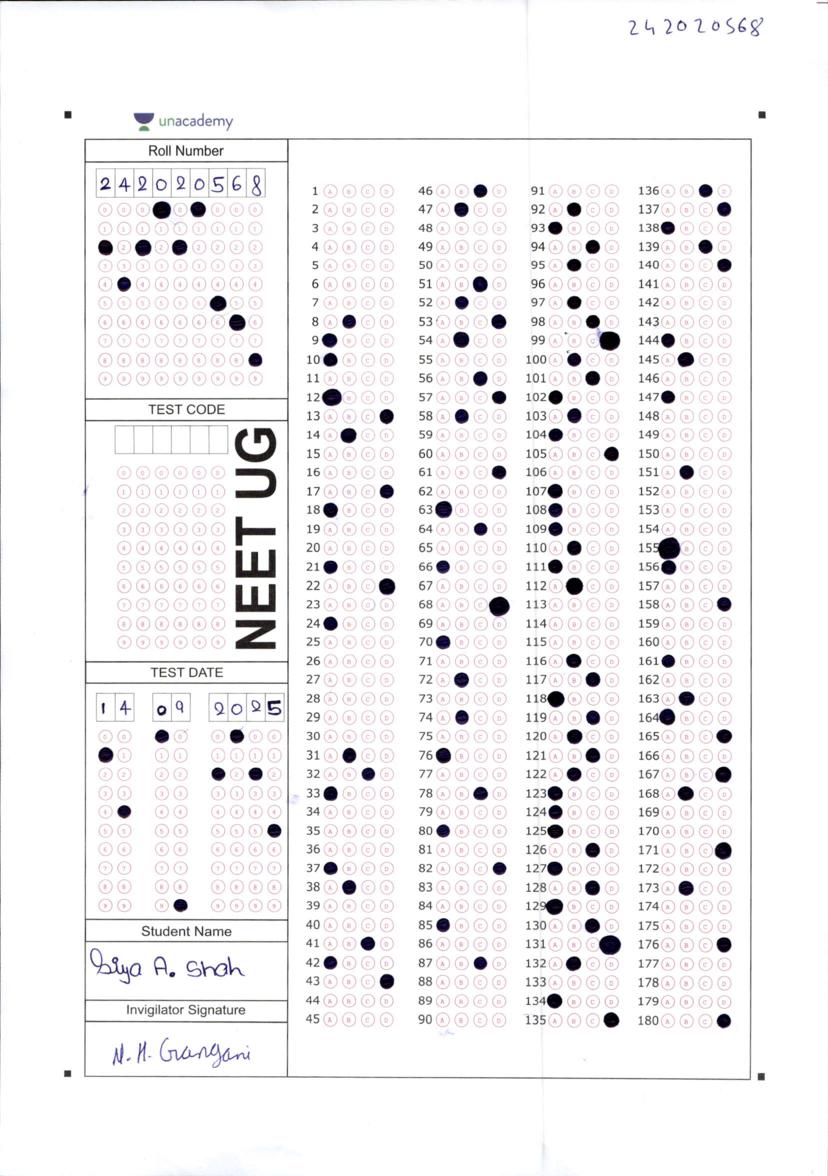 242020568
unacademy
Roll Number
2 4 2 0 2 0 5 6 8
TEST CODE
NEET UG
TEST DATE
1 4 0 9 2 0 2 5
Student Name
Siya A. Shah
Invigilator Signature
N. H. Gangani
1 A B C D
2 A B C D
3 A B C D
4 A B C D
5 A B C D
6 A B C D
7 A B C D
8 A C D
9 B C D
10 B C D
11 A B C D
12 B C D
13 A B C
14 A C D
15 A B C D
16 A B C D
17 A B C
18 B C D
19 A B C D
20 A B C D
21 B C D
22 A B C
23 A B C D
24 B C D
25 A B C D
26 A B C D
27 A B C D
28 A B C D
29 A B C D
30 A B C D
31 A C D
32 A B D
33 B C D
34 A B C D
35 A B C D
36 A B C D
37 B C D
38 A C D
39 A B C D
40 A B C D
41 A B D
42 B C D
43 A B C
44 A B C D
45 A B C D
46 A B D
47 A C D
48 A B C D
49 A B C D
50 A B C D
51 A B D
52 A C D
53 A B C
54 A C D
55 A B C D
56 A B D
57 A B C
58 A C D
59 A B C D
60 A B C D
61 A B C
62 A B C D
63 B C D
64 A B D
65 A B C D
66 B C D
67 A B C D
68 A B C
69 A B C D
70 B C D
71 A B C D
72 A C D
73 A B C D
74 A C D
75 A B C D
76 B C D
77 A B C D
78 A B D
79 A B C D
80 B C D
81 A B C D
82 A B C
83 A B C D
84 A B C D
85 B C D
86 A B C D
87 A B D
88 A B C D
89 A B C D
90 A B C D
91 A B C D
92 A C D
93 B C D
94 A B D
95 A C D
96 A B C D
97 A C D
98 A B D
99 A B C
100 A C D
101 A B D
102 B C D
103 A C D
104 B C D
105 A B C
106 A B C D
107 B C D
108 B C D
109 B C D
110 A C D
111 B C D
112 A C D
113 A B C D
114 A B C D
115 A B C D
116 A C D
117 A B D
118 B C D
119 A B D
120 A C D
121 A B D
122 A C D
123 B C D
124 B C D
125 B C D
126 A B D
127 B C D
128 A B D
129 B C D
130 A B D
131 A B C
132 A C D
133 A B C D
134 B C D
135 A B C
136 A B D
137 A B C
138 B C D
139 A B D
140 A B C
141 A B C D
142 A B C D
143 A B C D
144 B C D
145 A C D
146 A B C D
147 B C D
148 A B C D
149 A B C D
150 A B C D
151 A C D
152 A B C D
153 A B C D
154 A B C D
155 B C D
156 B C D
157 A B C D
158 A B C
159 A B C D
160 A B C D
161 B C D
162 A B C D
163 A C D
164 B C D
165 A B C
166 A B C D
167 A B C
168 A C D
169 A B C D
170 A B C D
171 A B C
172 A B C D
173 A C D
174 A B C D
175 A B C D
176 A B C
177 A B C D
178 A B C D
179 A B C D
180 A B C